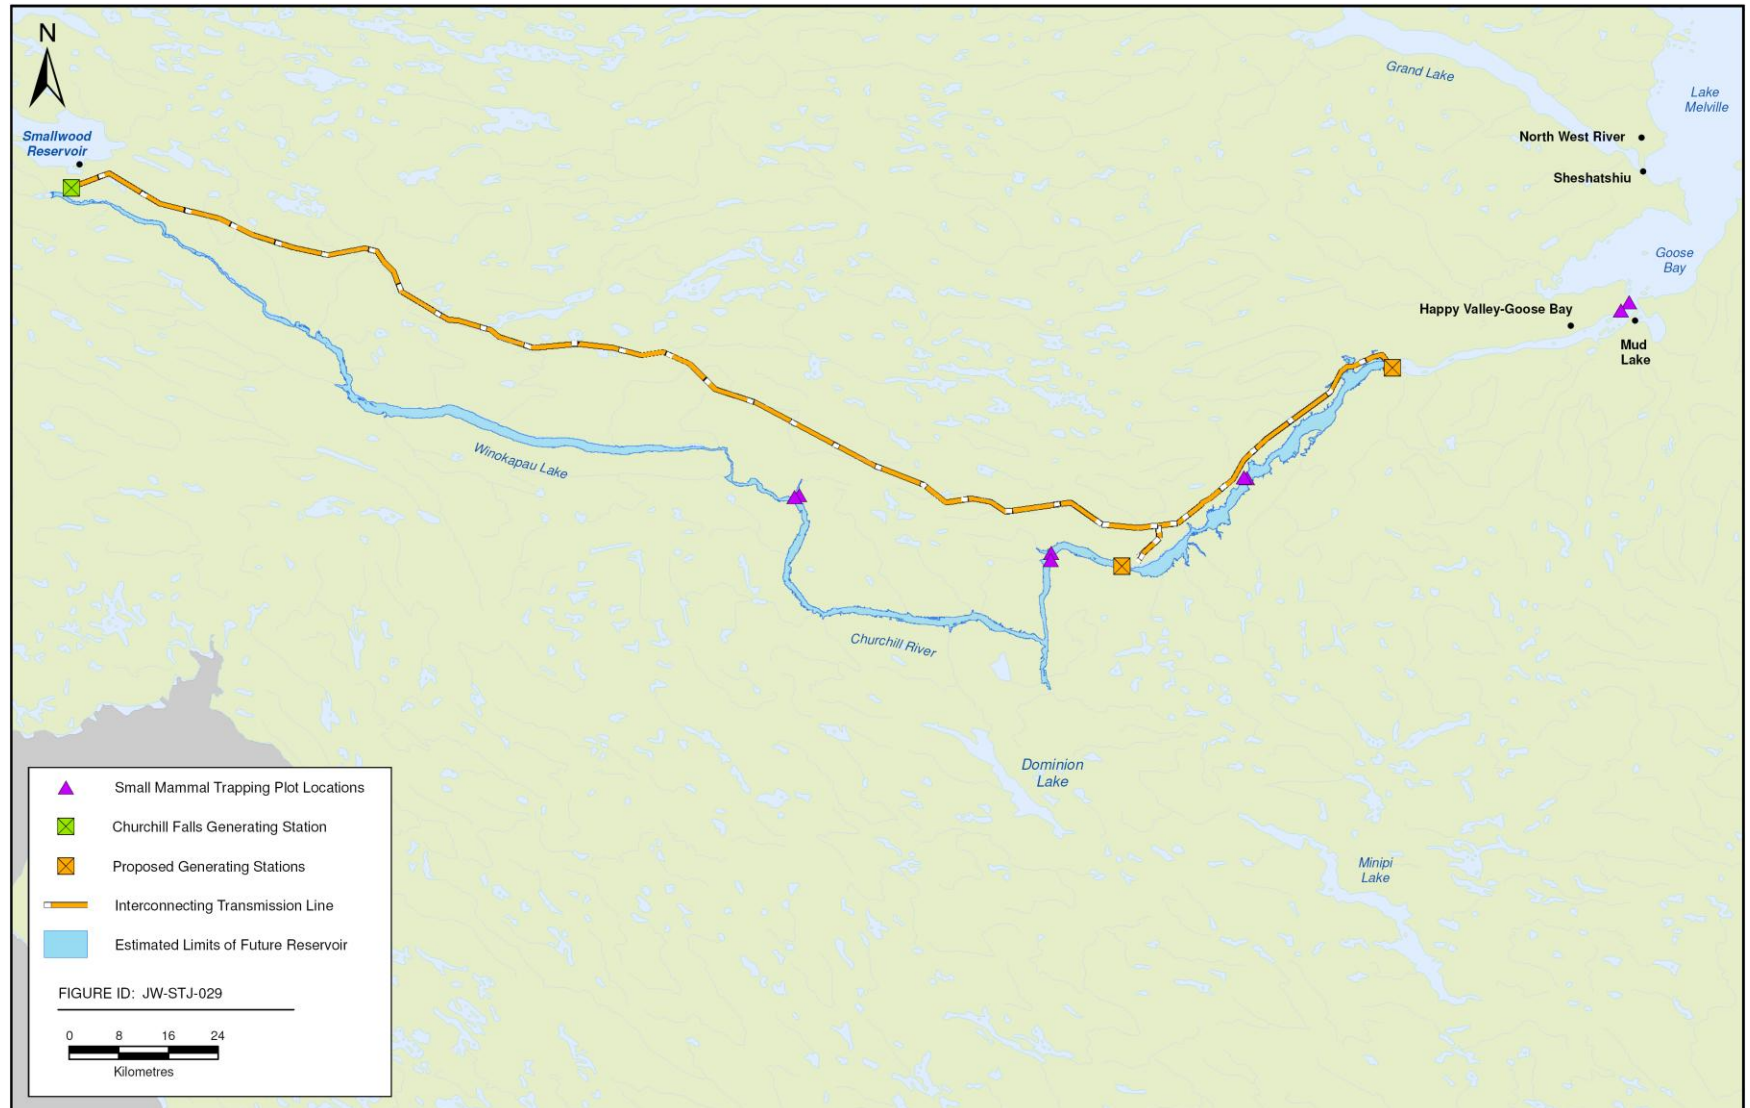 N
Grand Lake
Lake
Melville
Smallwood
Reservoir
North West River
Sheshatshiu
Goose
Bay
Happy Valley-Goose Bay
Mud
Lake
Winokapau Lake
Churchill River
Dominion
Lake
Minipi
Lake
Small Mammal Trapping Plot Locations
Churchill Falls Generating Station
Proposed Generating Stations
Interconnecting Transmission Line
Estimated Limits of Future Reservoir
FIGURE ID: JW-STJ-029
0 8 16 24
Kilometres